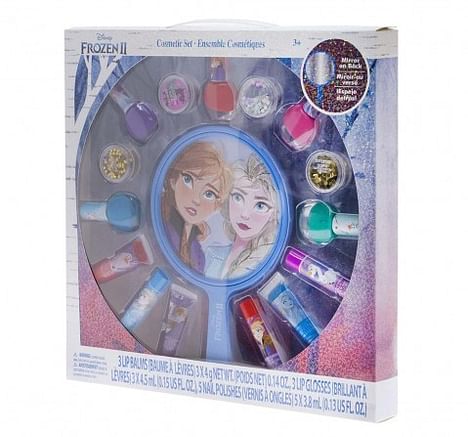 Disney
FROZEN II
Cosmetic Set · Ensemble Cosmétiques
3+
Mirror
on Back
Miroir au
verso
¡Espejo
detrás!
Disney
FROZEN II
WARNING:
3 LIP BALMS (BAUME À LÈVRES) 3 X 4 g NET WT. (POIDS NET) 0.14 OZ., 3 LIP GLOSSES (BRILLANT À
LÈVRES) 3 X 4.5 mL (0.15 FL. OZ.), 5 NAIL POLISHES (VERNIS À ONGLES) 5 X 3.8 mL (0.13 FL. OZ.)